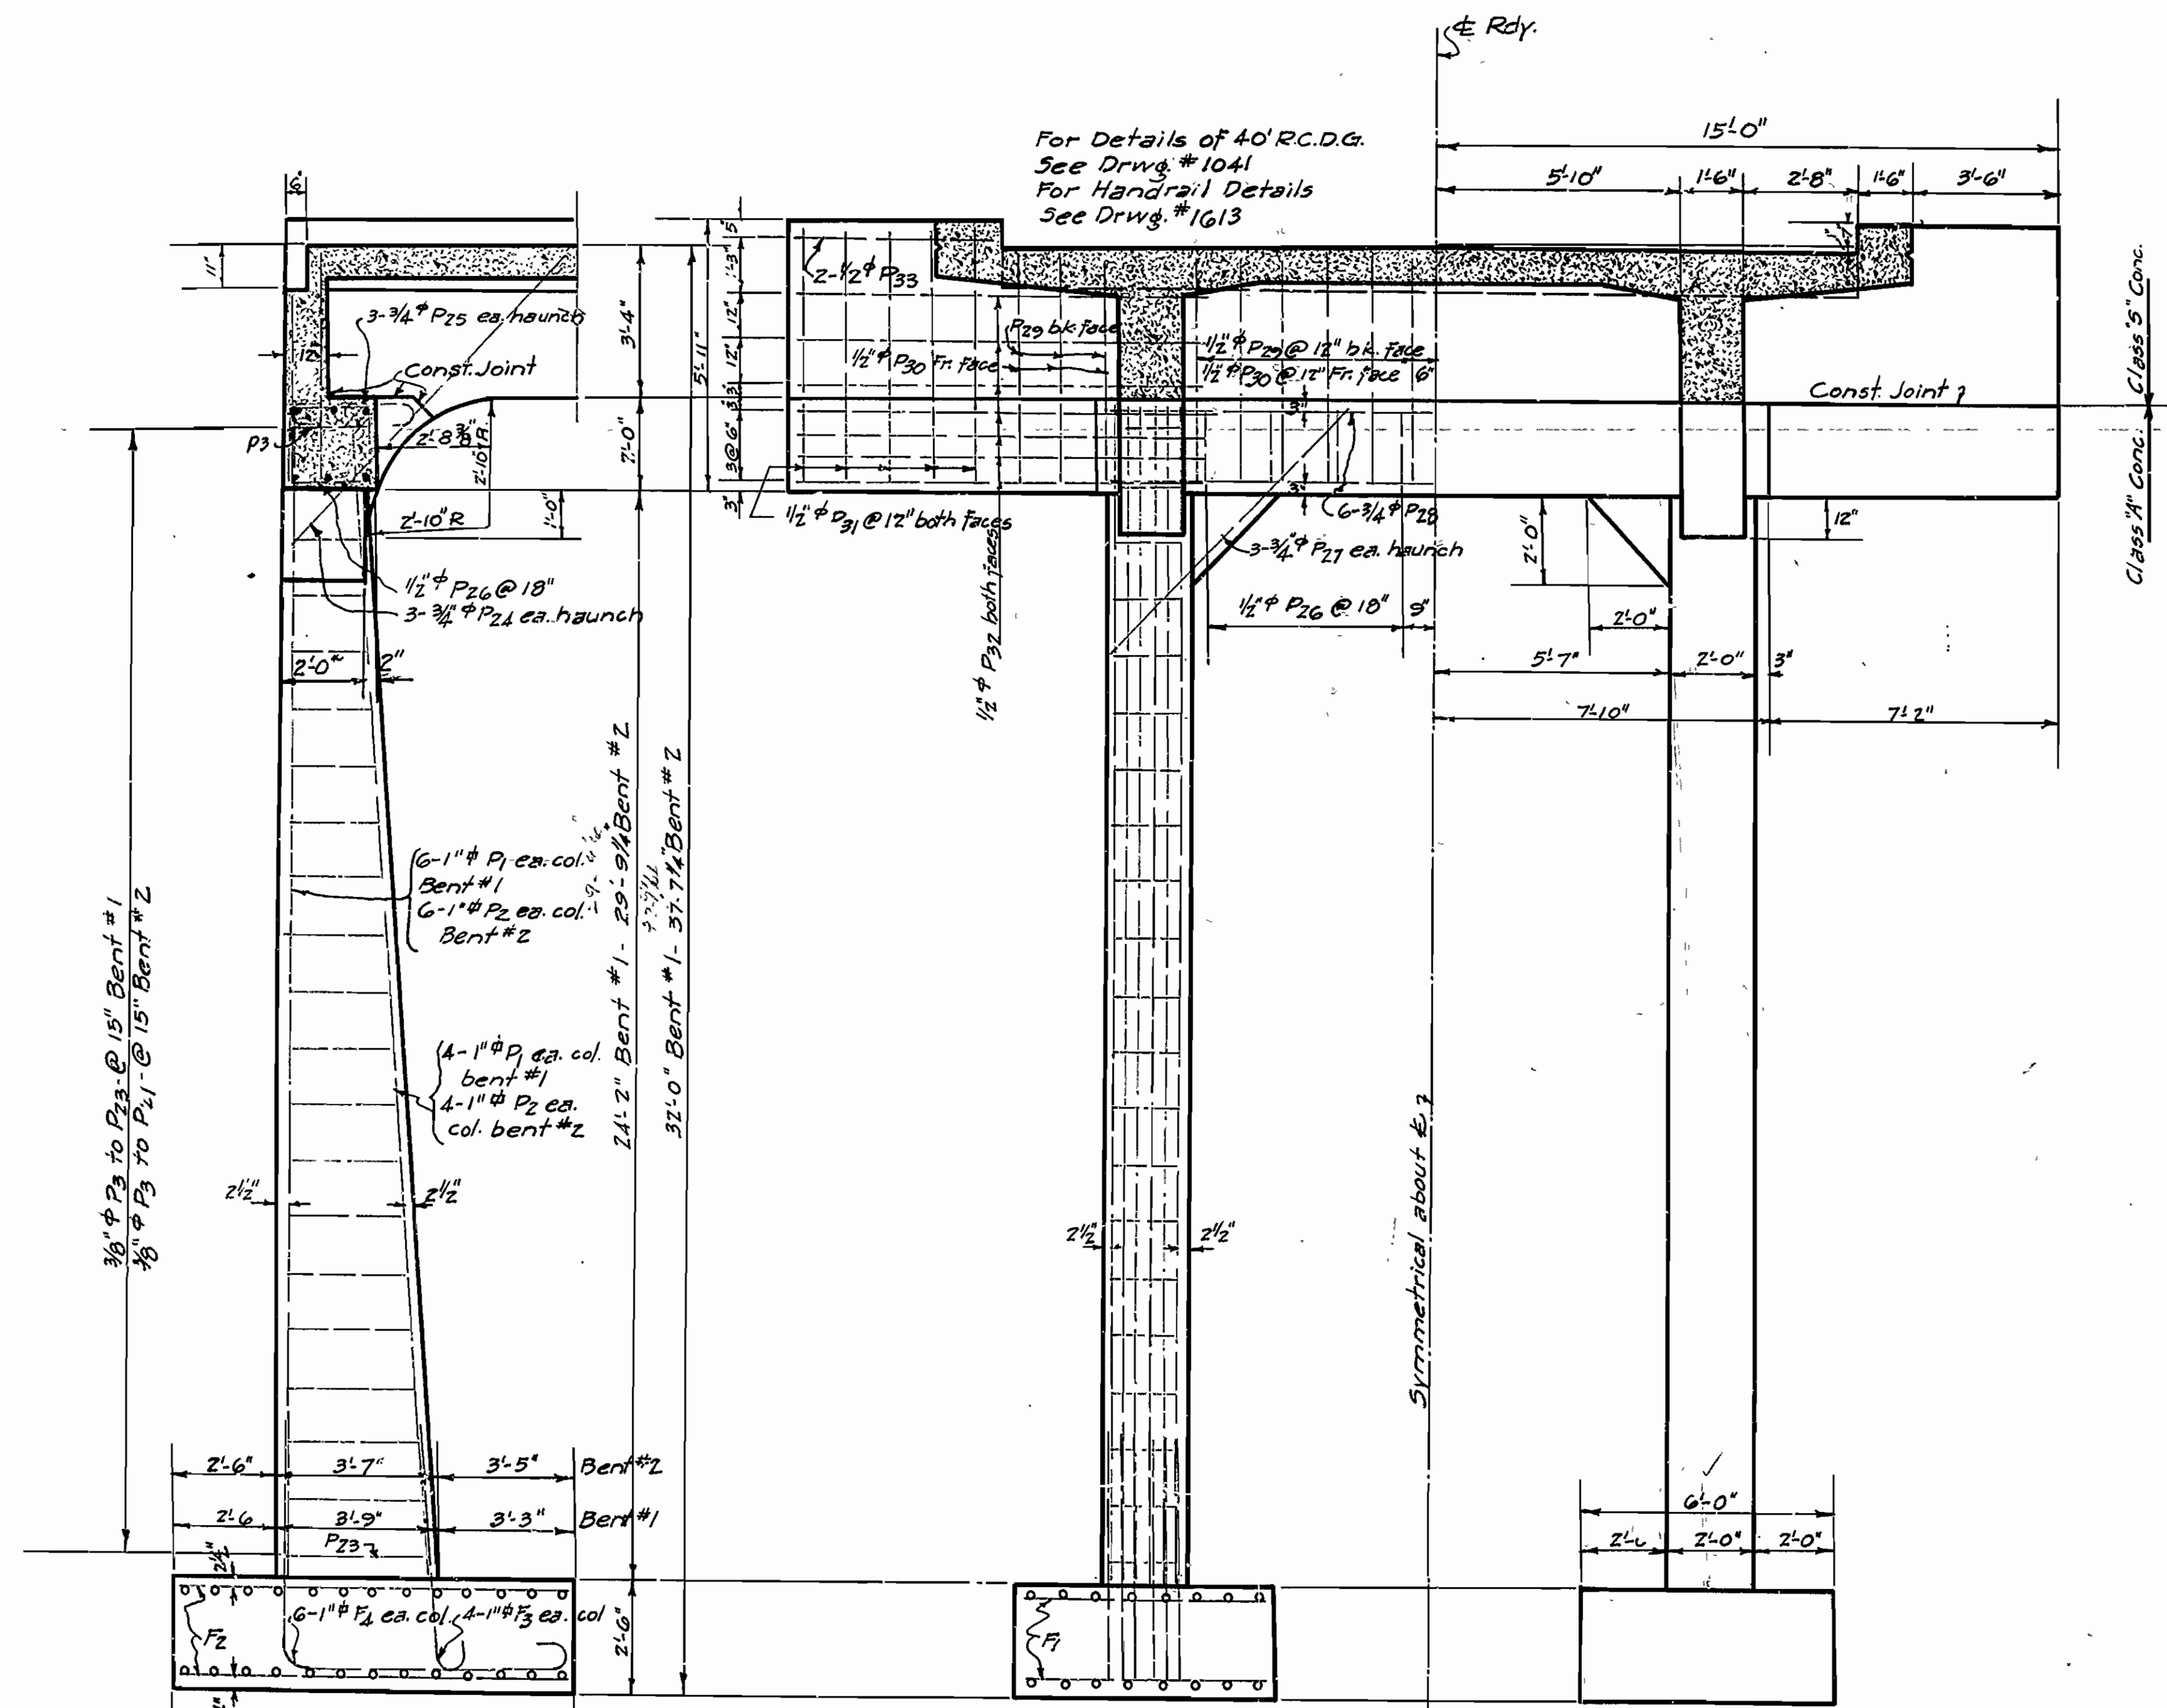 ₵ Rdy.
For Details of 40' R.C.D.G.
See Drwg. #1041
For Handrail Details
See Drwg. #1613
15'-0"
5'-10"
1'-6"
2'-8"
1'-6"
3'-6"
6"
11"
5"
1'-3"
12"
12"
3"
3"
3@6"
3"
2-1/2"ϕ P33
3-3/4"ϕ P25 ea. haunch
12"
Const. Joint
P3
2'-8 3/8"
2'-10" R.
2'-10" R
1'-0"
3'-4"
5'-11"
2'-0"
P29 bk. face
1/2"ϕ P30 Fr. face
1/2"ϕ P29 @ 12" bk. face
1/2"ϕ P30 @ 12" Fr. face 6"
3"
3"
Const. Joint
Class "S" Conc.
Class "A" Conc.
1/2"ϕ P31 @ 12" both faces
1/2"ϕ P32 both faces
6-3/4"ϕ P28
3-3/4"ϕ P27 ea. haunch
2'-0"
12"
1/2"ϕ P26 @ 18"
3-3/4"ϕ P24 ea. haunch
1/2"ϕ P26 @ 18"
9"
2'-0"
2'-0"
2"
5'-7"
2'-0"
3"
7'-10"
7'-2"
6-1"ϕ P1 ea. col.
Bent #1
6-1"ϕ P2 ea. col.
Bent #2
24'-2" Bent #1 - 29'-9 1/4 Bent #2
32'-0" Bent #1 - 37'-7 1/4" Bent #2
3/8"ϕ P3 to P23 - @ 15" Bent #1
3/8"ϕ P3 to P21 - @ 15" Bent #2
4-1"ϕ P1 ea. col.
bent #1
4-1"ϕ P2 ea.
col. bent #2
Symmetrical about ₵
2 1/2"
2 1/2"
2 1/2"
2 1/2"
2'-6"
3'-7"
3'-5"
Bent #2
2'-6
3'-9"
3'-3"
Bent #1
P23
2 1/2"
6'-0"
2'-0"
2'-0"
6-1"ϕ F4 ea. col.
4-1"ϕ F3 ea. col
F2
2'-6"
F1